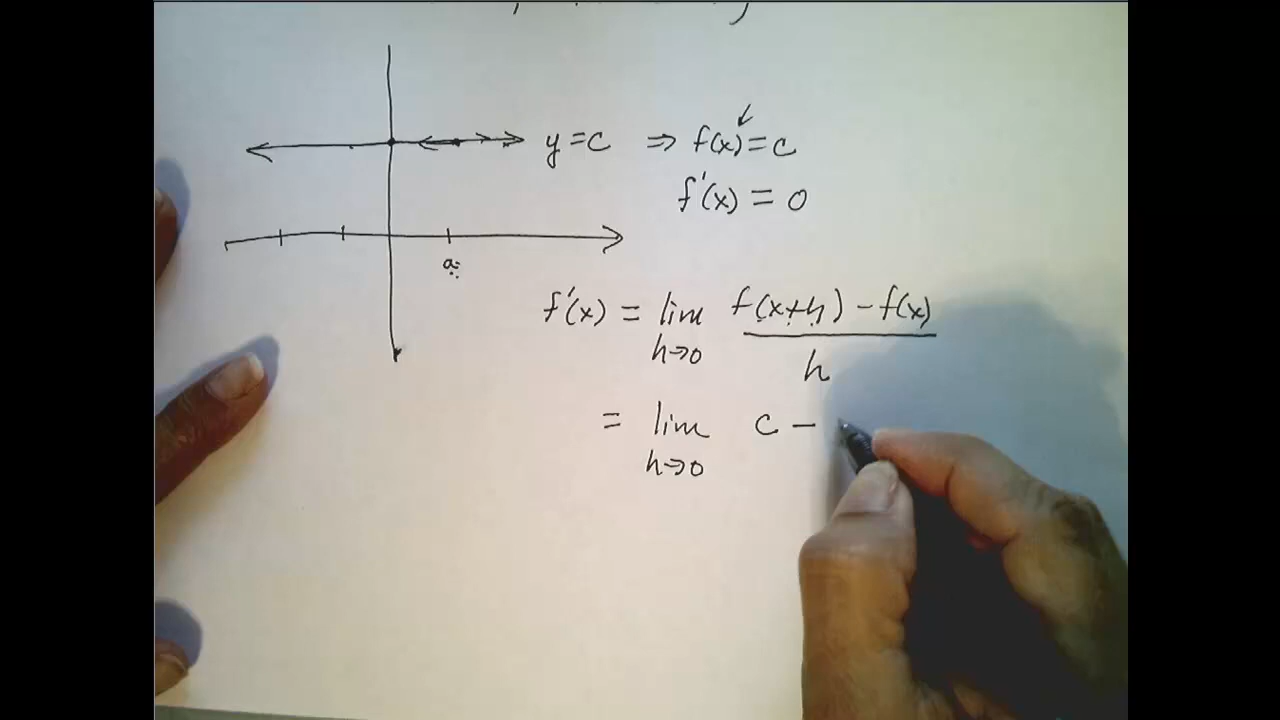 y = c ⇒ f(x) = c
f'(x) = 0
a
f'(x) = lim f(x+h) - f(x)
h→0 h
= lim c -
h→0